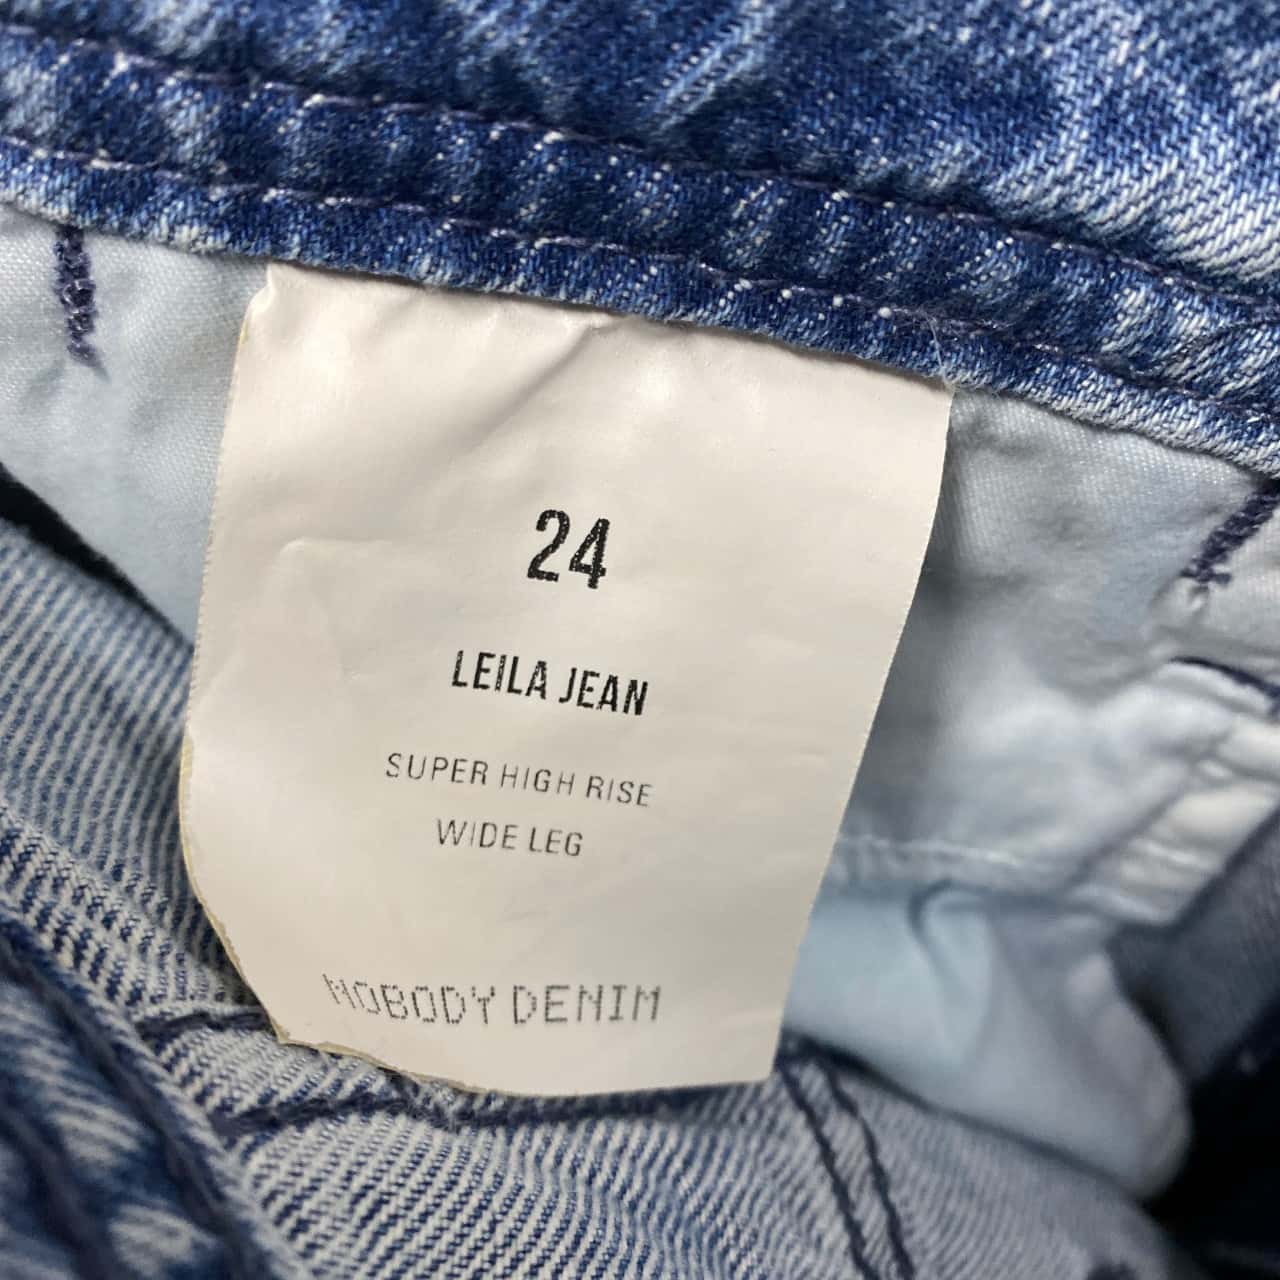 24
LEILA JEAN
SUPER HIGH RISE
WIDE LEG
NOBODY DENIM